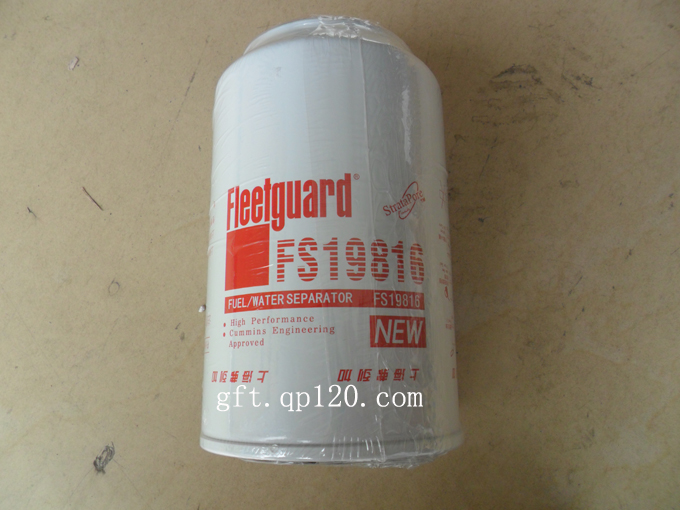 Fleetguard®
StrataPore
FS19816
FUEL/WATER SEPARATOR FS19816
High Performance
Cummins Engineering
Approved
NEW
gft.qp120.com